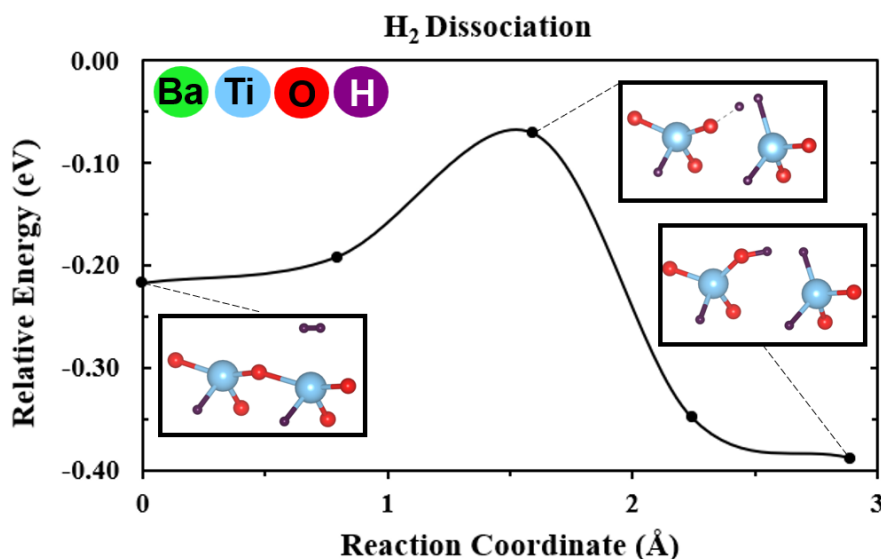 H₂ Dissociation
0.00
-0.10
-0.20
-0.30
-0.40
Relative Energy (eV)
Ba Ti O H
0 1 2 3
Reaction Coordinate (Å)